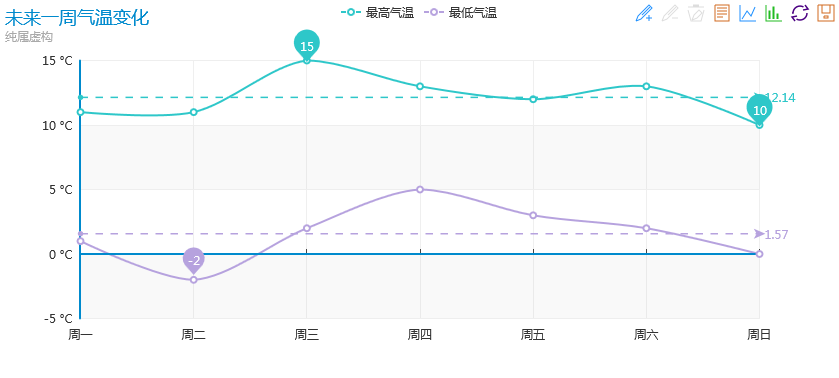 未来一周气温变化
纯属虚构
最高气温 最低气温
15 °C
10 °C
5 °C
0 °C
-5 °C
15
10
12.14
-2
1.57
周一 周二 周三 周四 周五 周六 周日